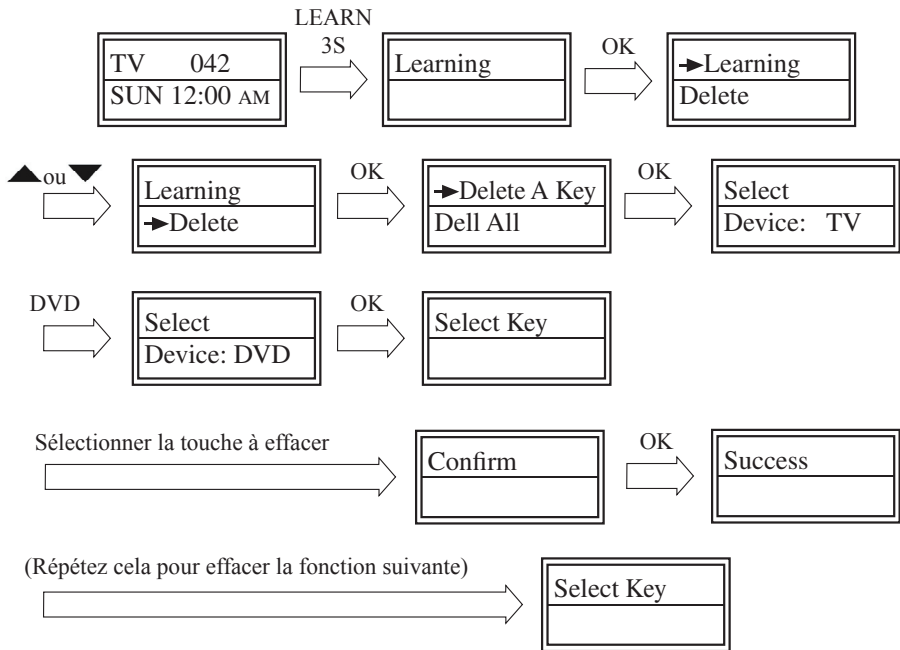 LEARN
3S
TV 042
SUN 12:00 AM
Learning
OK
Learning
Delete
ou
Learning
Delete
OK
Delete A Key
Dell All
OK
Select
Device: TV
DVD
Select
Device: DVD
OK
Select Key
Sélectionner la touche à effacer
Confirm
OK
Success
(Répétez cela pour effacer la fonction suivante)
Select Key